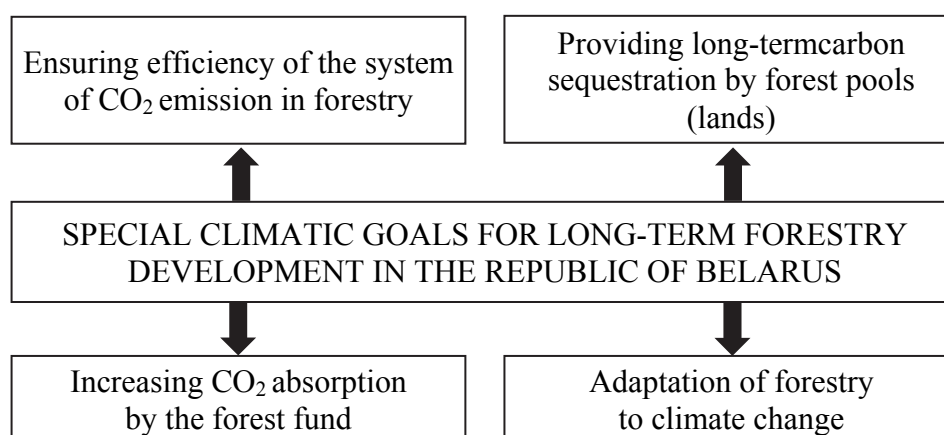 Ensuring efficiency of the system
of CO₂ emission in forestry
Providing long-termcarbon
sequestration by forest pools
(lands)
SPECIAL CLIMATIC GOALS FOR LONG-TERM FORESTRY
DEVELOPMENT IN THE REPUBLIC OF BELARUS
Increasing CO₂ absorption
by the forest fund
Adaptation of forestry
to climate change